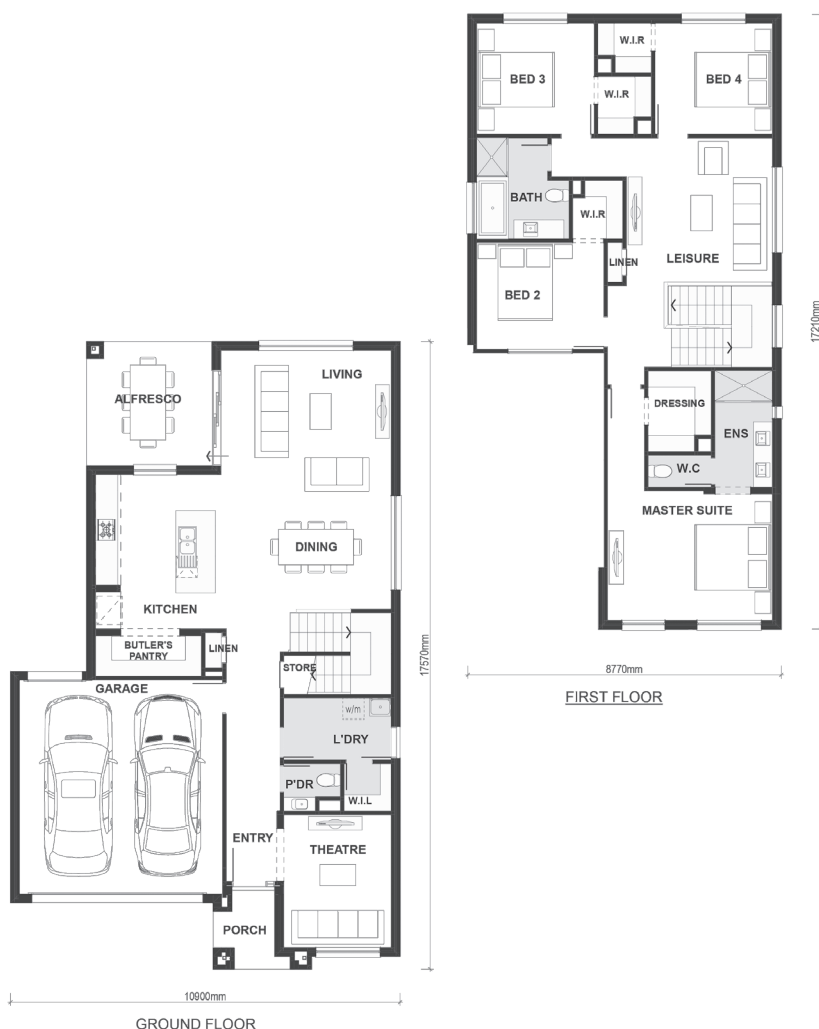 W.I.R
BED 3
BED 4
W.I.R
BATH
W.I.R
LEISURE
LINEN
BED 2
17210mm
DRESSING
ENS
W.C
MASTER SUITE
8770mm
FIRST FLOOR
LIVING
ALFRESCO
DINING
KITCHEN
BUTLER'S
PANTRY
LINEN
STORE
GARAGE
17570mm
w/m
L'DRY
P'DR
W.I.L
ENTRY
THEATRE
PORCH
10900mm
GROUND FLOOR